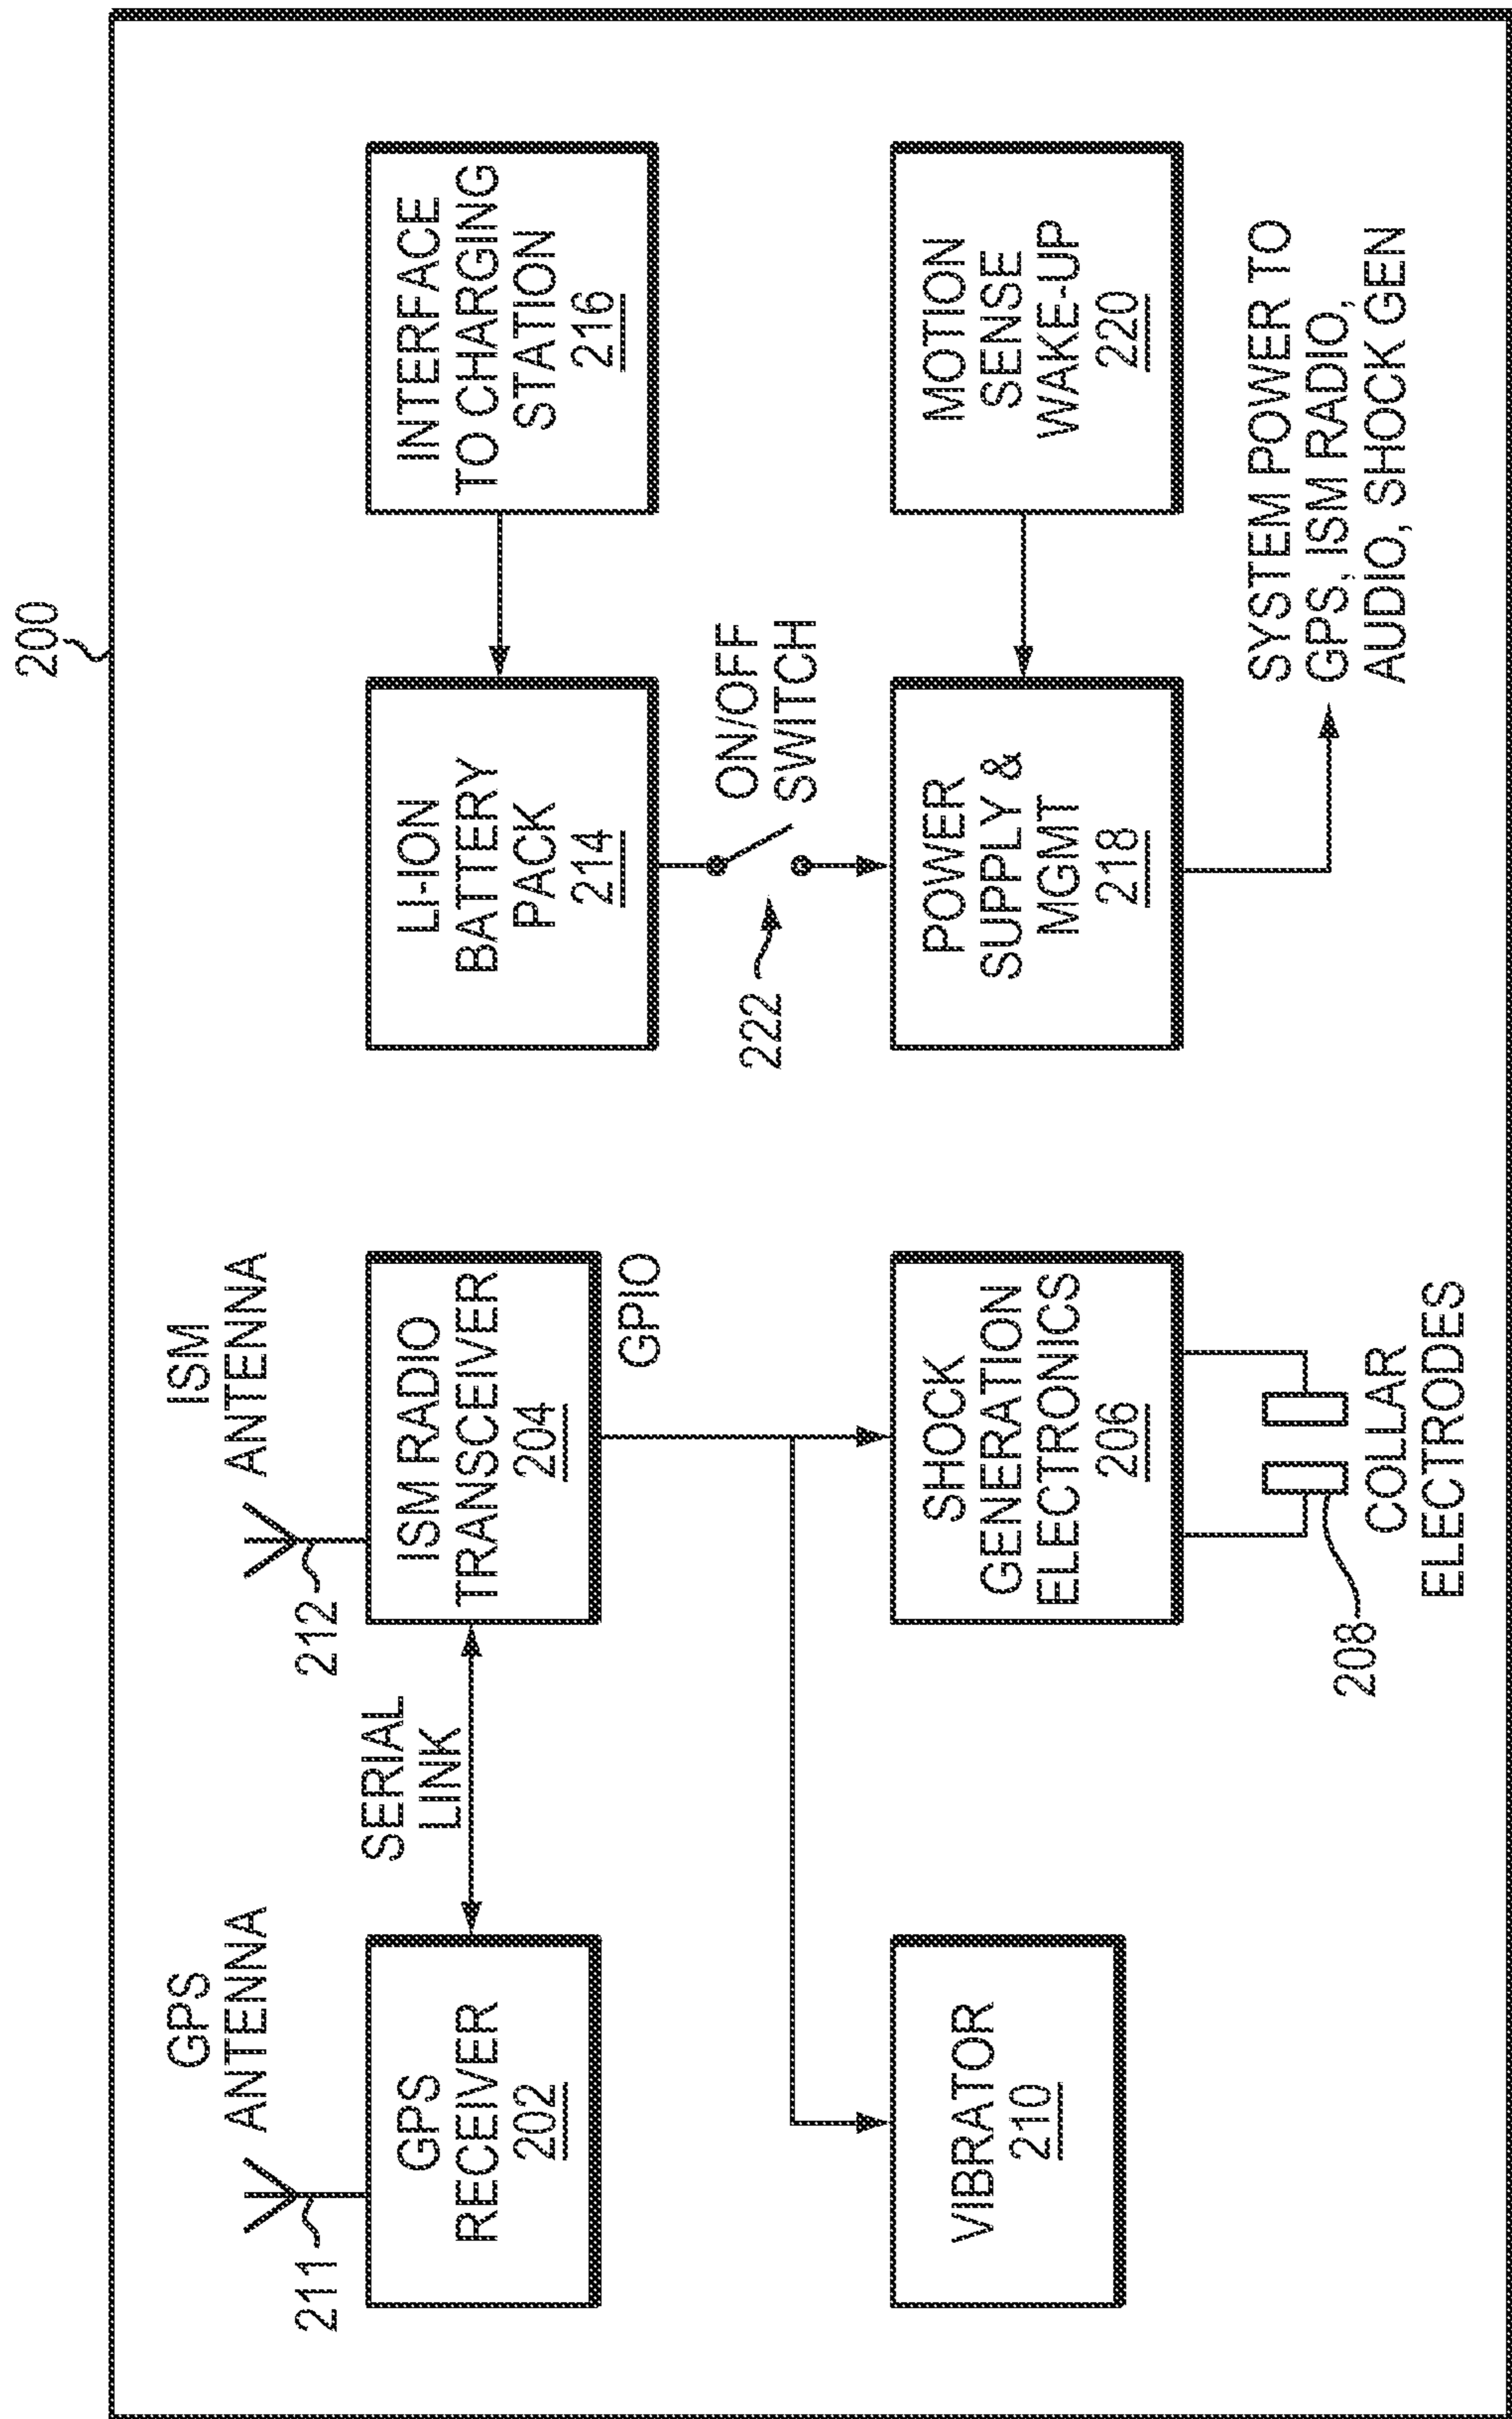 200
GPS
ANTENNA
211
GPS
RECEIVER
202
SERIAL
LINK
ISM
ANTENNA
212
ISM RADIO
TRANSCEIVER
204
GPIO
VIBRATOR
210
SHOCK
GENERATION
ELECTRONICS
206
208
COLLAR
ELECTRODES
LI-ION
BATTERY
PACK
214
INTERFACE
TO CHARGING
STATION
216
222
ON/OFF
SWITCH
POWER
SUPPLY &
MGMT
218
MOTION
SENSE
WAKE-UP
220
SYSTEM POWER TO
GPS, ISM RADIO,
AUDIO, SHOCK GEN